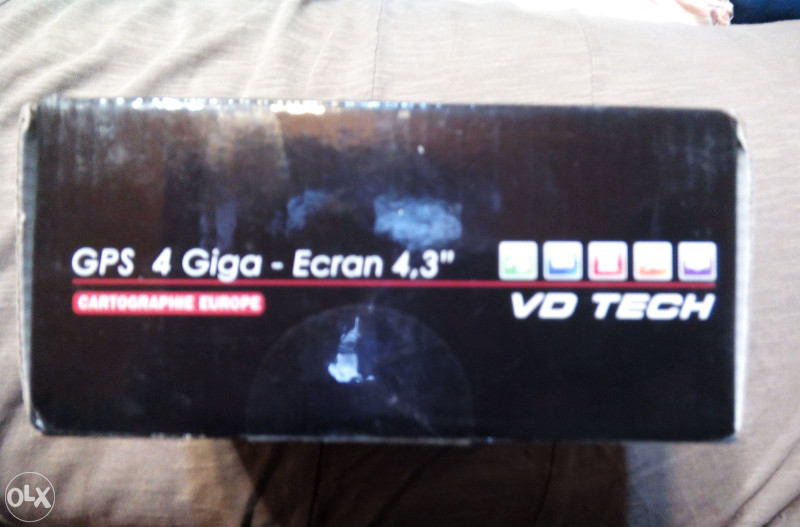 GPS 4 Giga - Ecran 4,3"
CARTOGRAPHIE EUROPE
VD TECH
OLX